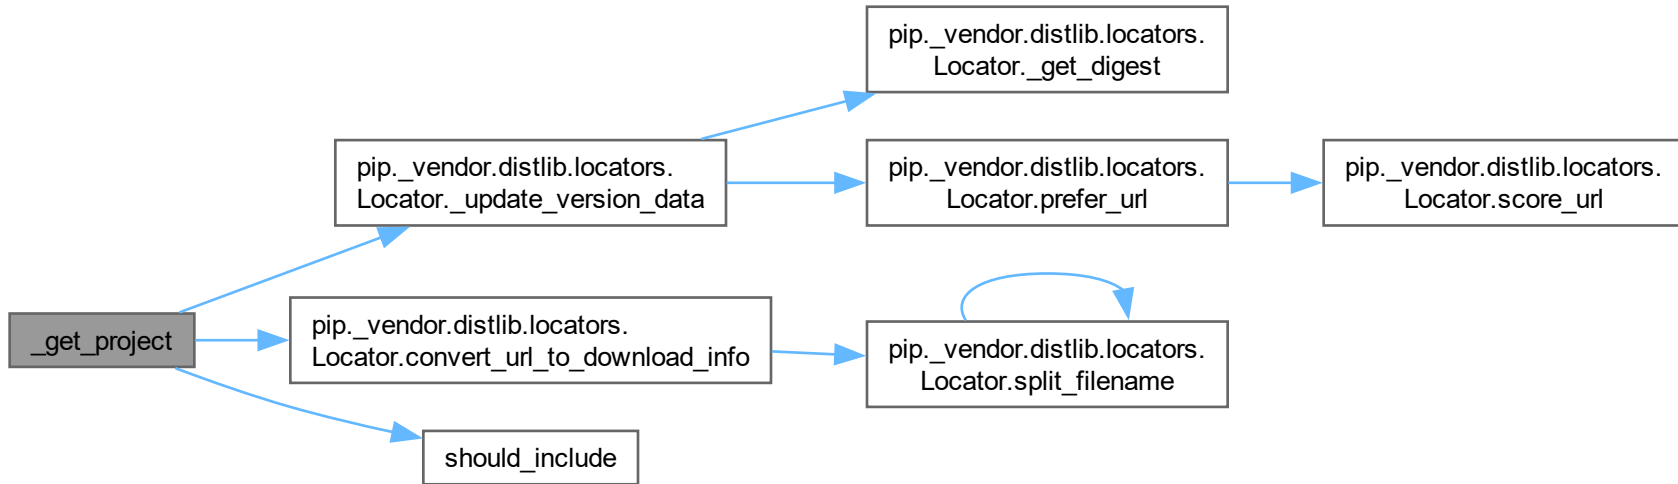 _get_project
pip._vendor.distlib.locators.
Locator._update_version_data
pip._vendor.distlib.locators.
Locator._get_digest
pip._vendor.distlib.locators.
Locator.prefer_url
pip._vendor.distlib.locators.
Locator.score_url
pip._vendor.distlib.locators.
Locator.convert_url_to_download_info
pip._vendor.distlib.locators.
Locator.split_filename
should_include